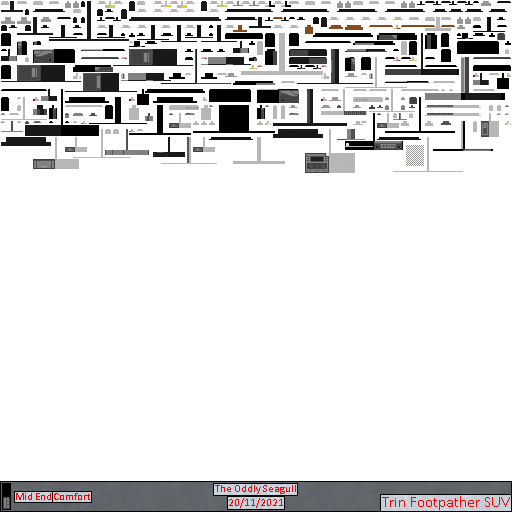 The Oddly Seagull
Mid End Comfort
20/11/2021
Trin Footpather SUV